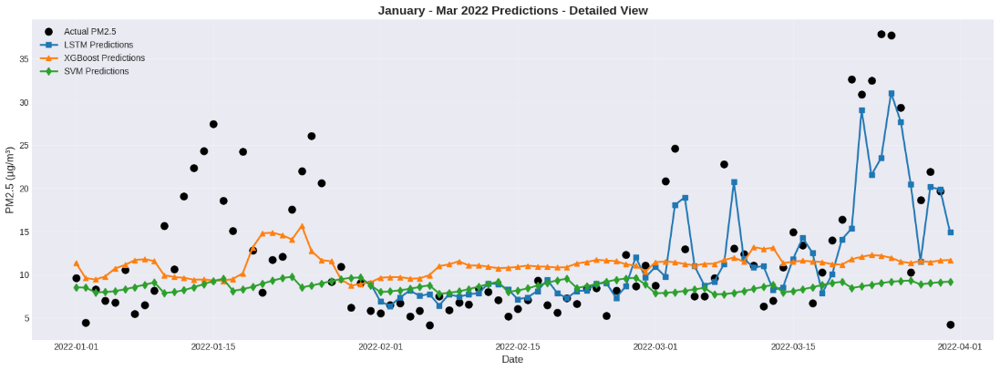 January - Mar 2022 Predictions - Detailed View
Actual PM2.5
LSTM Predictions
XGBoost Predictions
SVM Predictions
PM2.5 (µg/m³)
35
30
25
20
15
10
5
2022-01-01
2022-01-15
2022-02-01
2022-02-15
2022-03-01
2022-03-15
2022-04-01
Date